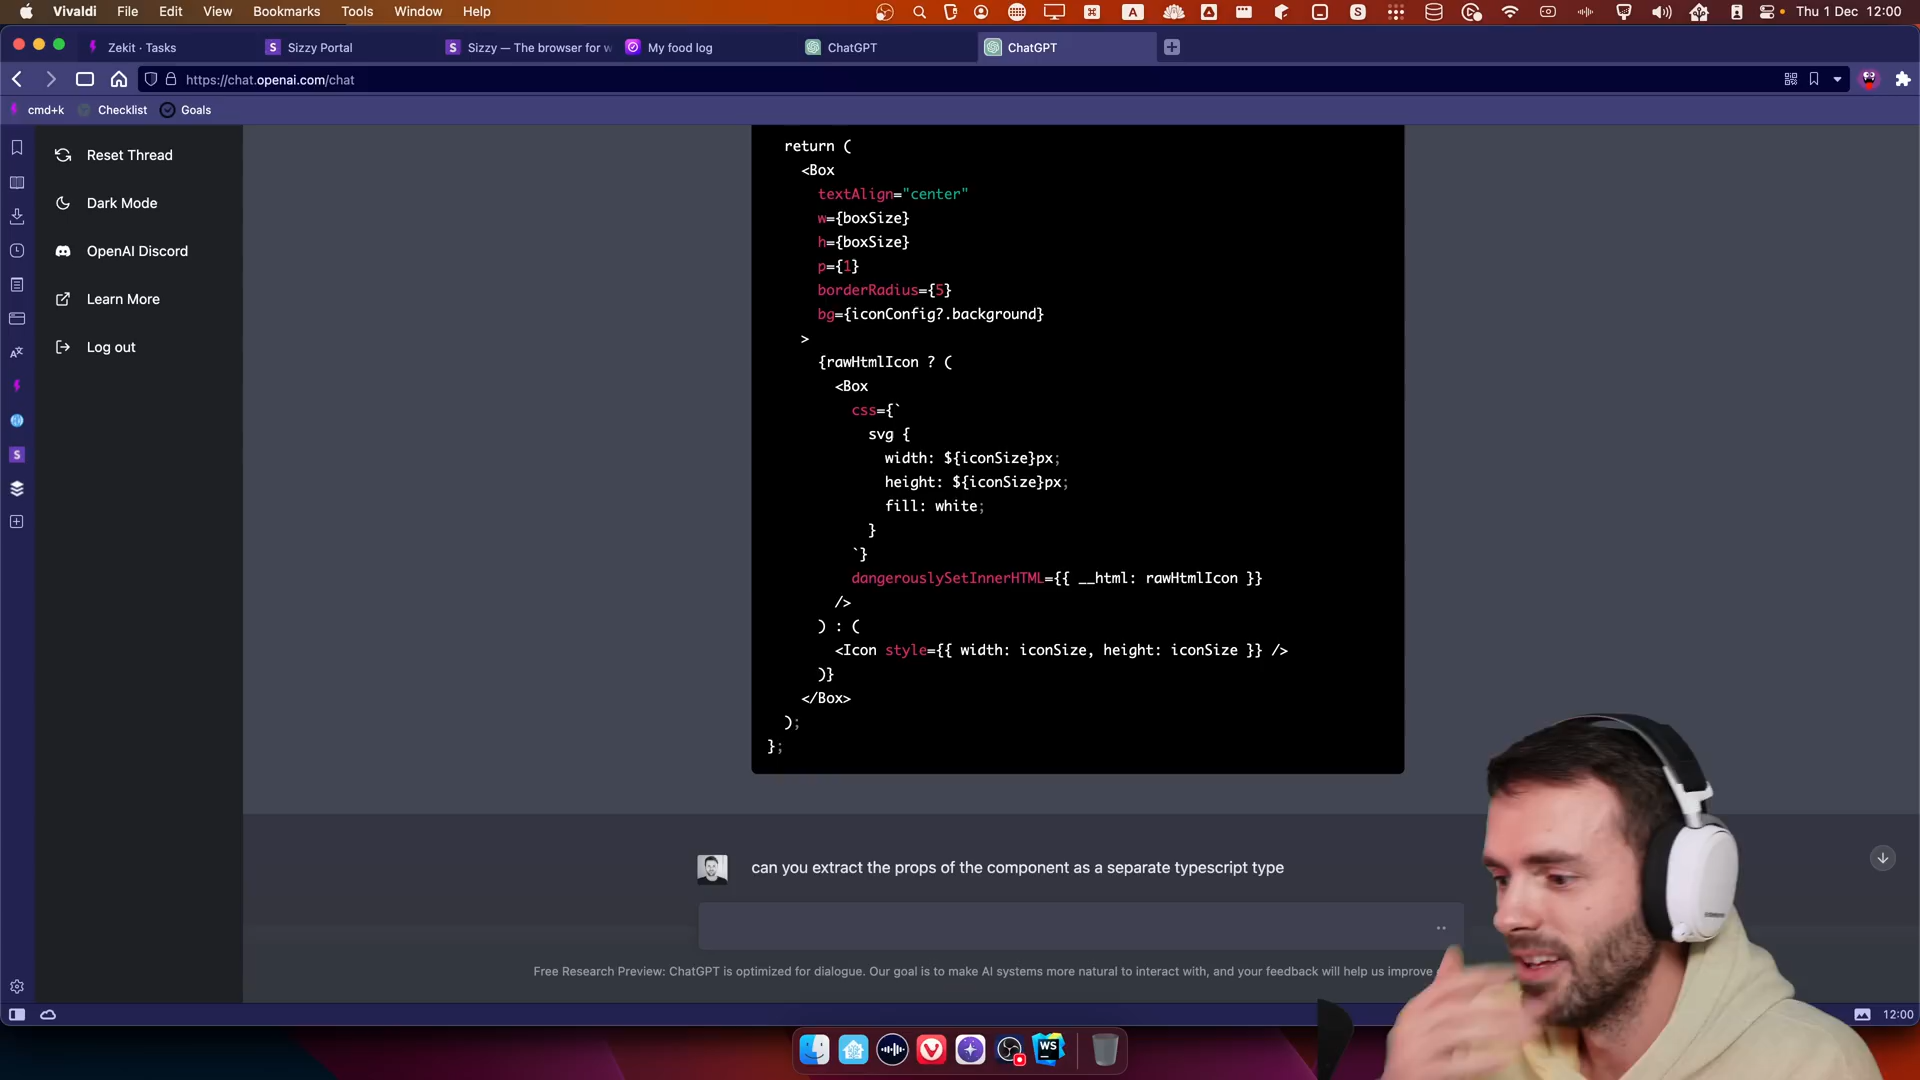 Vivaldi File Edit View Bookmarks Tools Window Help Thu 1 Dec 12:00
Zekit · Tasks Sizzy Portal Sizzy — The browser for w My food log ChatGPT ChatGPT
https://chat.openai.com/chat
cmd+k Checklist Goals
Reset Thread
Dark Mode
OpenAI Discord
Learn More
Log out
return (
<Box
textAlign="center"
w={boxSize}
h={boxSize}
p={1}
borderRadius={5}
bg={iconConfig?.background}
>
{rawHtmlIcon ? (
<Box
css={`
svg {
width: ${iconSize}px;
height: ${iconSize}px;
fill: white;
}
`}
dangerouslySetInnerHTML={{ __html: rawHtmlIcon }}
/>
) : (
<Icon style={{ width: iconSize, height: iconSize }} />
)}
</Box>
);
};
can you extract the props of the component as a separate typescript type
Free Research Preview: ChatGPT is optimized for dialogue. Our goal is to make AI systems more natural to interact with, and your feedback will help us improve
12:00
WS